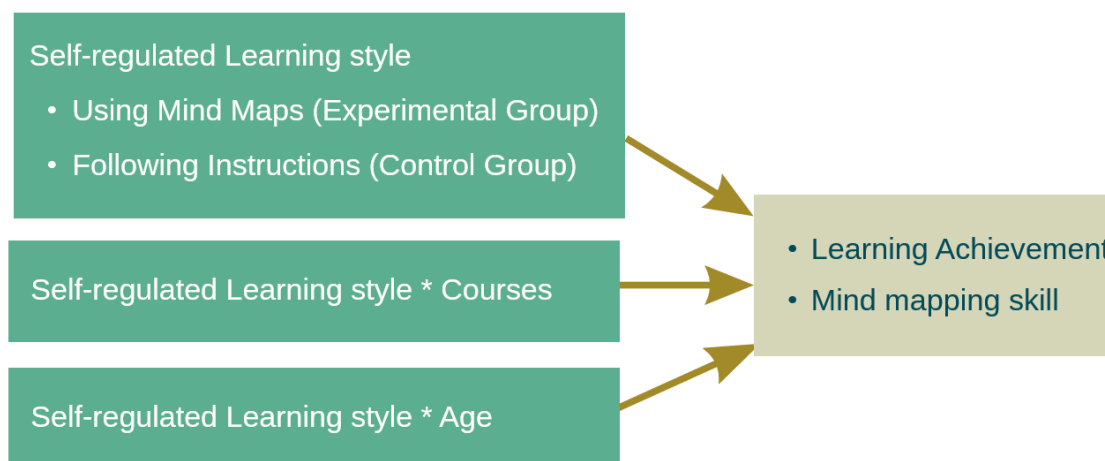 Self-regulated Learning style
• Using Mind Maps (Experimental Group)
• Following Instructions (Control Group)
Self-regulated Learning style * Courses
Self-regulated Learning style * Age
• Learning Achievement
• Mind mapping skill